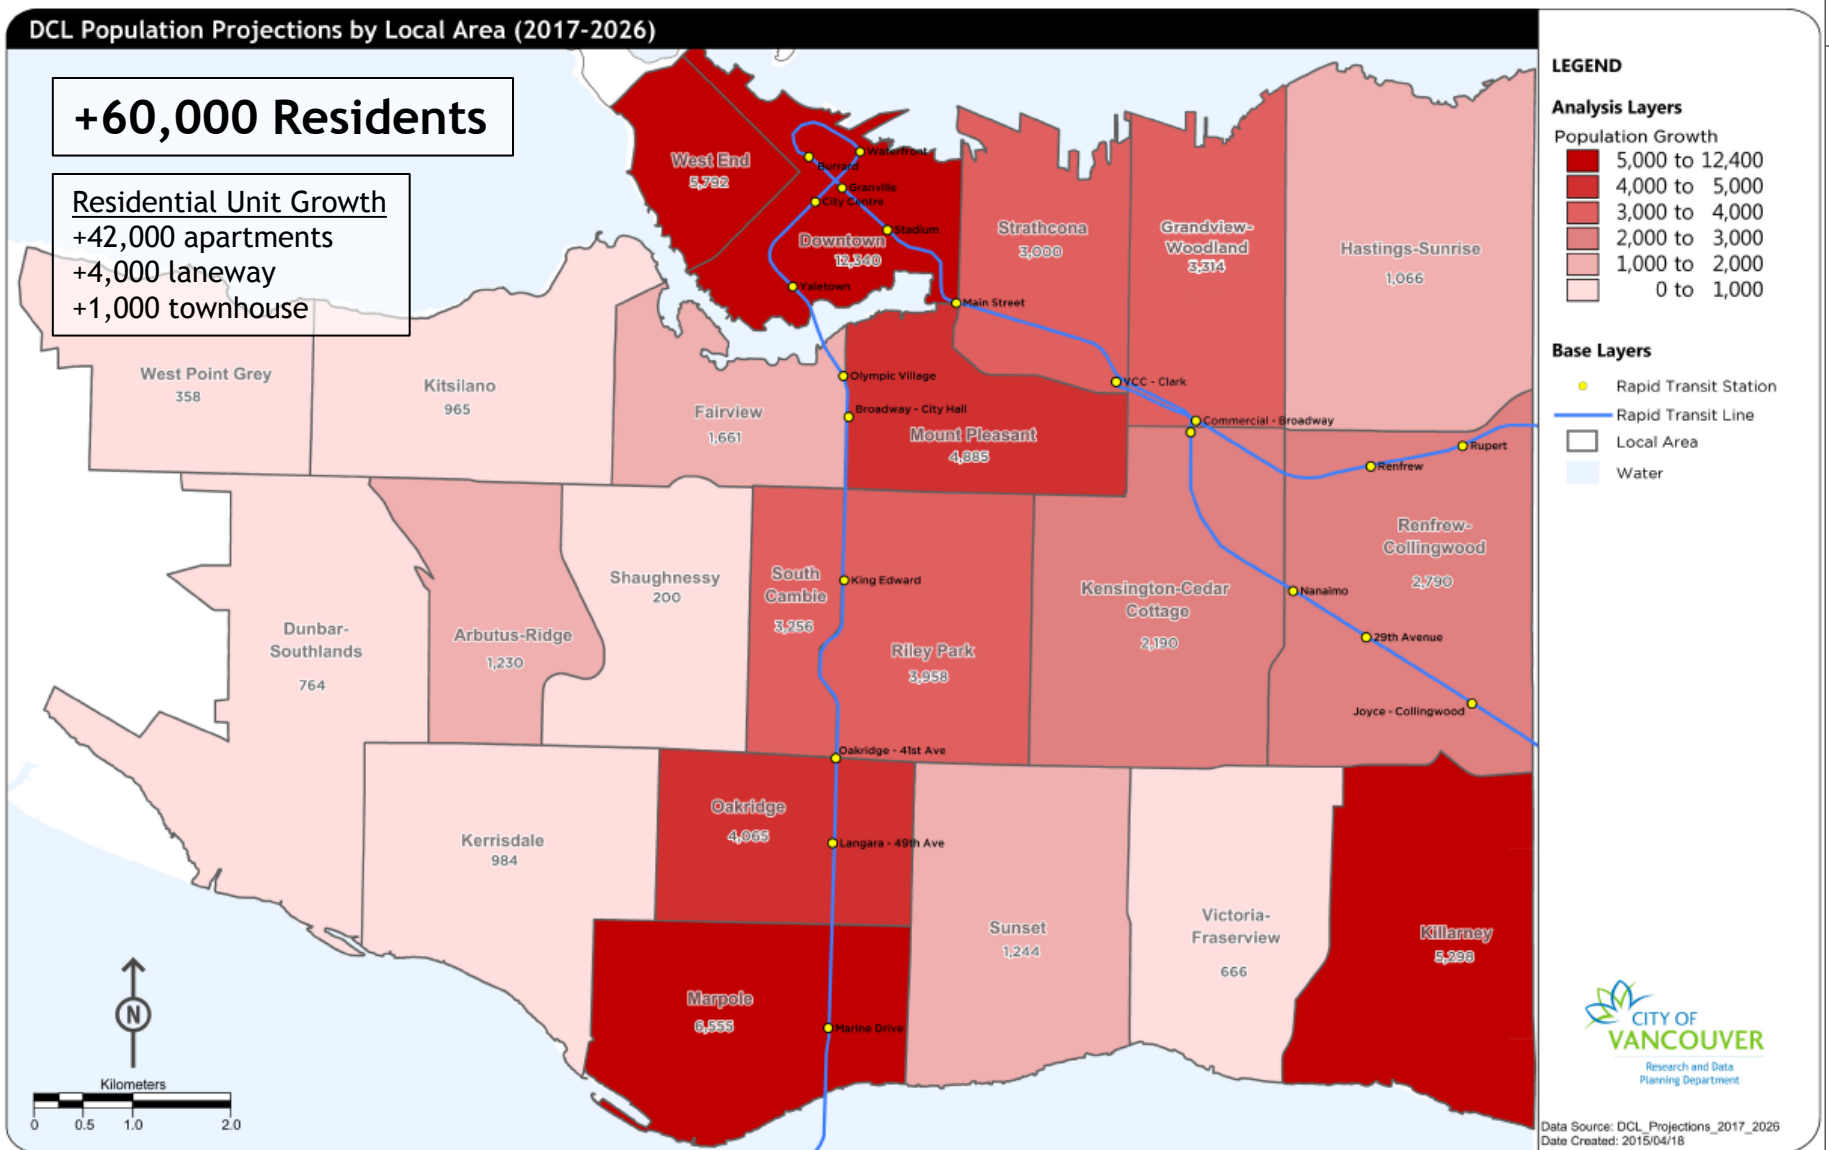 DCL Population Projections by Local Area (2017-2026)
+60,000 Residents
Residential Unit Growth
+42,000 apartments
+4,000 laneway
+1,000 townhouse
West End
5,792
Waterfront
Burrard
Granville
City Centre
Stadium
Downtown
12,340
Yaletown
Main Street
Strathcona
3,000
Grandview-
Woodland
3,314
Hastings-Sunrise
1,066
West Point Grey
358
Kitsilano
965
Fairview
1,661
Olympic Village
Broadway - City Hall
Mount Pleasant
4,885
VCC - Clark
Commercial - Broadway
Rupert
Renfrew
Renfrew-
Collingwood
2,790
Dunbar-
Southlands
764
Arbutus-Ridge
1,230
Shaughnessy
200
South
Cambie
3,256
King Edward
Riley Park
3,958
Kensington-Cedar
Cottage
2,190
Nanaimo
29th Avenue
Joyce - Collingwood
Oakridge - 41st Ave
Kerrisdale
984
Oakridge
4,065
Langara - 49th Ave
Marpole
6,555
Marine Drive
Sunset
1,244
Victoria-
Fraserview
666
Killarney
5,298
N
Kilometers
0 0.5 1.0 2.0
LEGEND
Analysis Layers
Population Growth
5,000 to 12,400
4,000 to 5,000
3,000 to 4,000
2,000 to 3,000
1,000 to 2,000
0 to 1,000
Base Layers
Rapid Transit Station
Rapid Transit Line
Local Area
Water
CITY OF
VANCOUVER
Research and Data
Planning Department
Data Source: DCL_Projections_2017_2026
Date Created: 2015/04/18